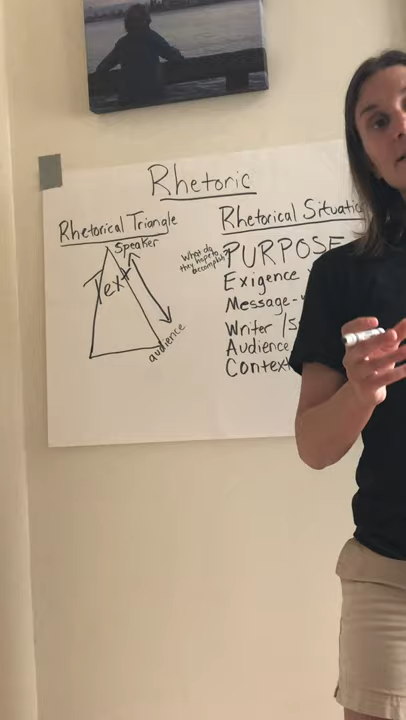 Rhetoric
Rhetorical Triangle
Speaker
Text
audience
Rhetorical Situation
What do
they hope to
accomplish?
PURPOSE
Exigence
Message-
Writer /S
Audience
Context